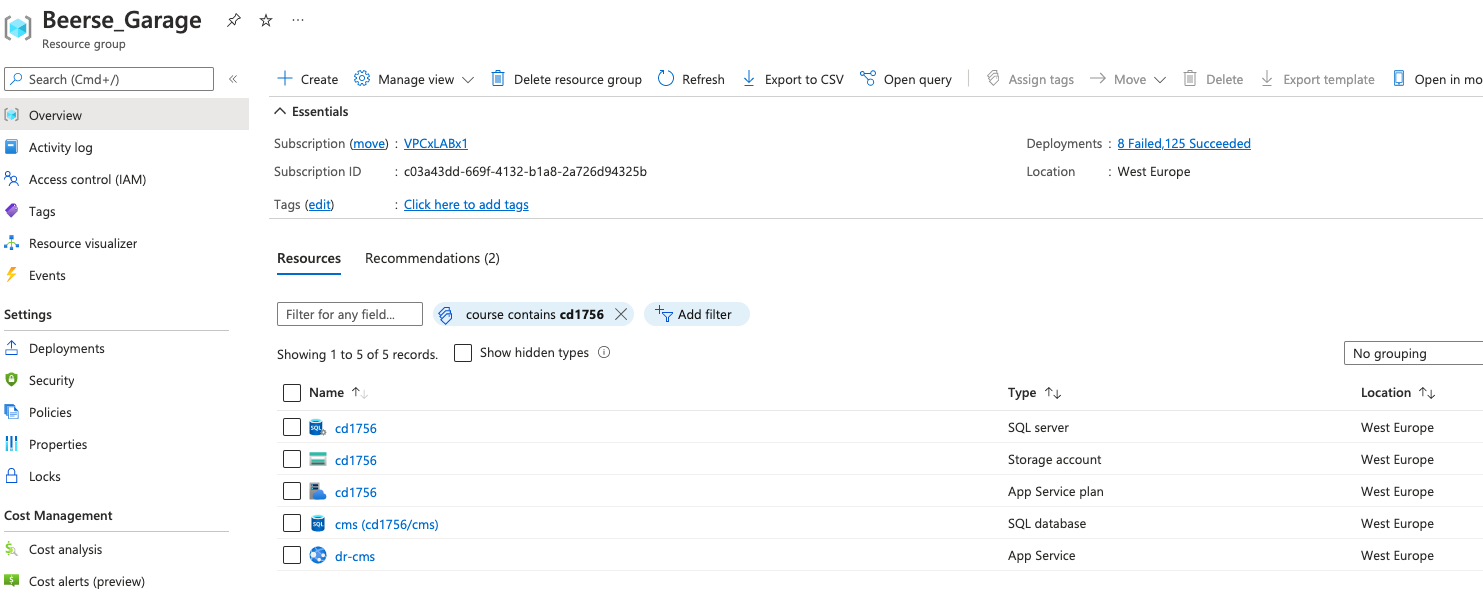 Beerse_Garage
Resource group
Search (Cmd+/)
«
Overview
Activity log
Access control (IAM)
Tags
Resource visualizer
Events
Settings
Deployments
Security
Policies
Properties
Locks
Cost Management
Cost analysis
Cost alerts (preview)
Create Manage view Delete resource group Refresh Export to CSV Open query Assign tags Move Delete Export template Open in mo
Essentials
Subscription (move) : VPCxLABx1
Deployments : 8 Failed,125 Succeeded
Subscription ID : c03a43dd-669f-4132-b1a8-2a726d94325b
Location : West Europe
Tags (edit) : Click here to add tags
Resources Recommendations (2)
Filter for any field... course contains cd1756 Add filter
Showing 1 to 5 of 5 records. Show hidden types
No grouping
Name Type Location
SQL cd1756 SQL server West Europe
cd1756 Storage account West Europe
cd1756 App Service plan West Europe
SQL cms (cd1756/cms) SQL database West Europe
dr-cms App Service West Europe